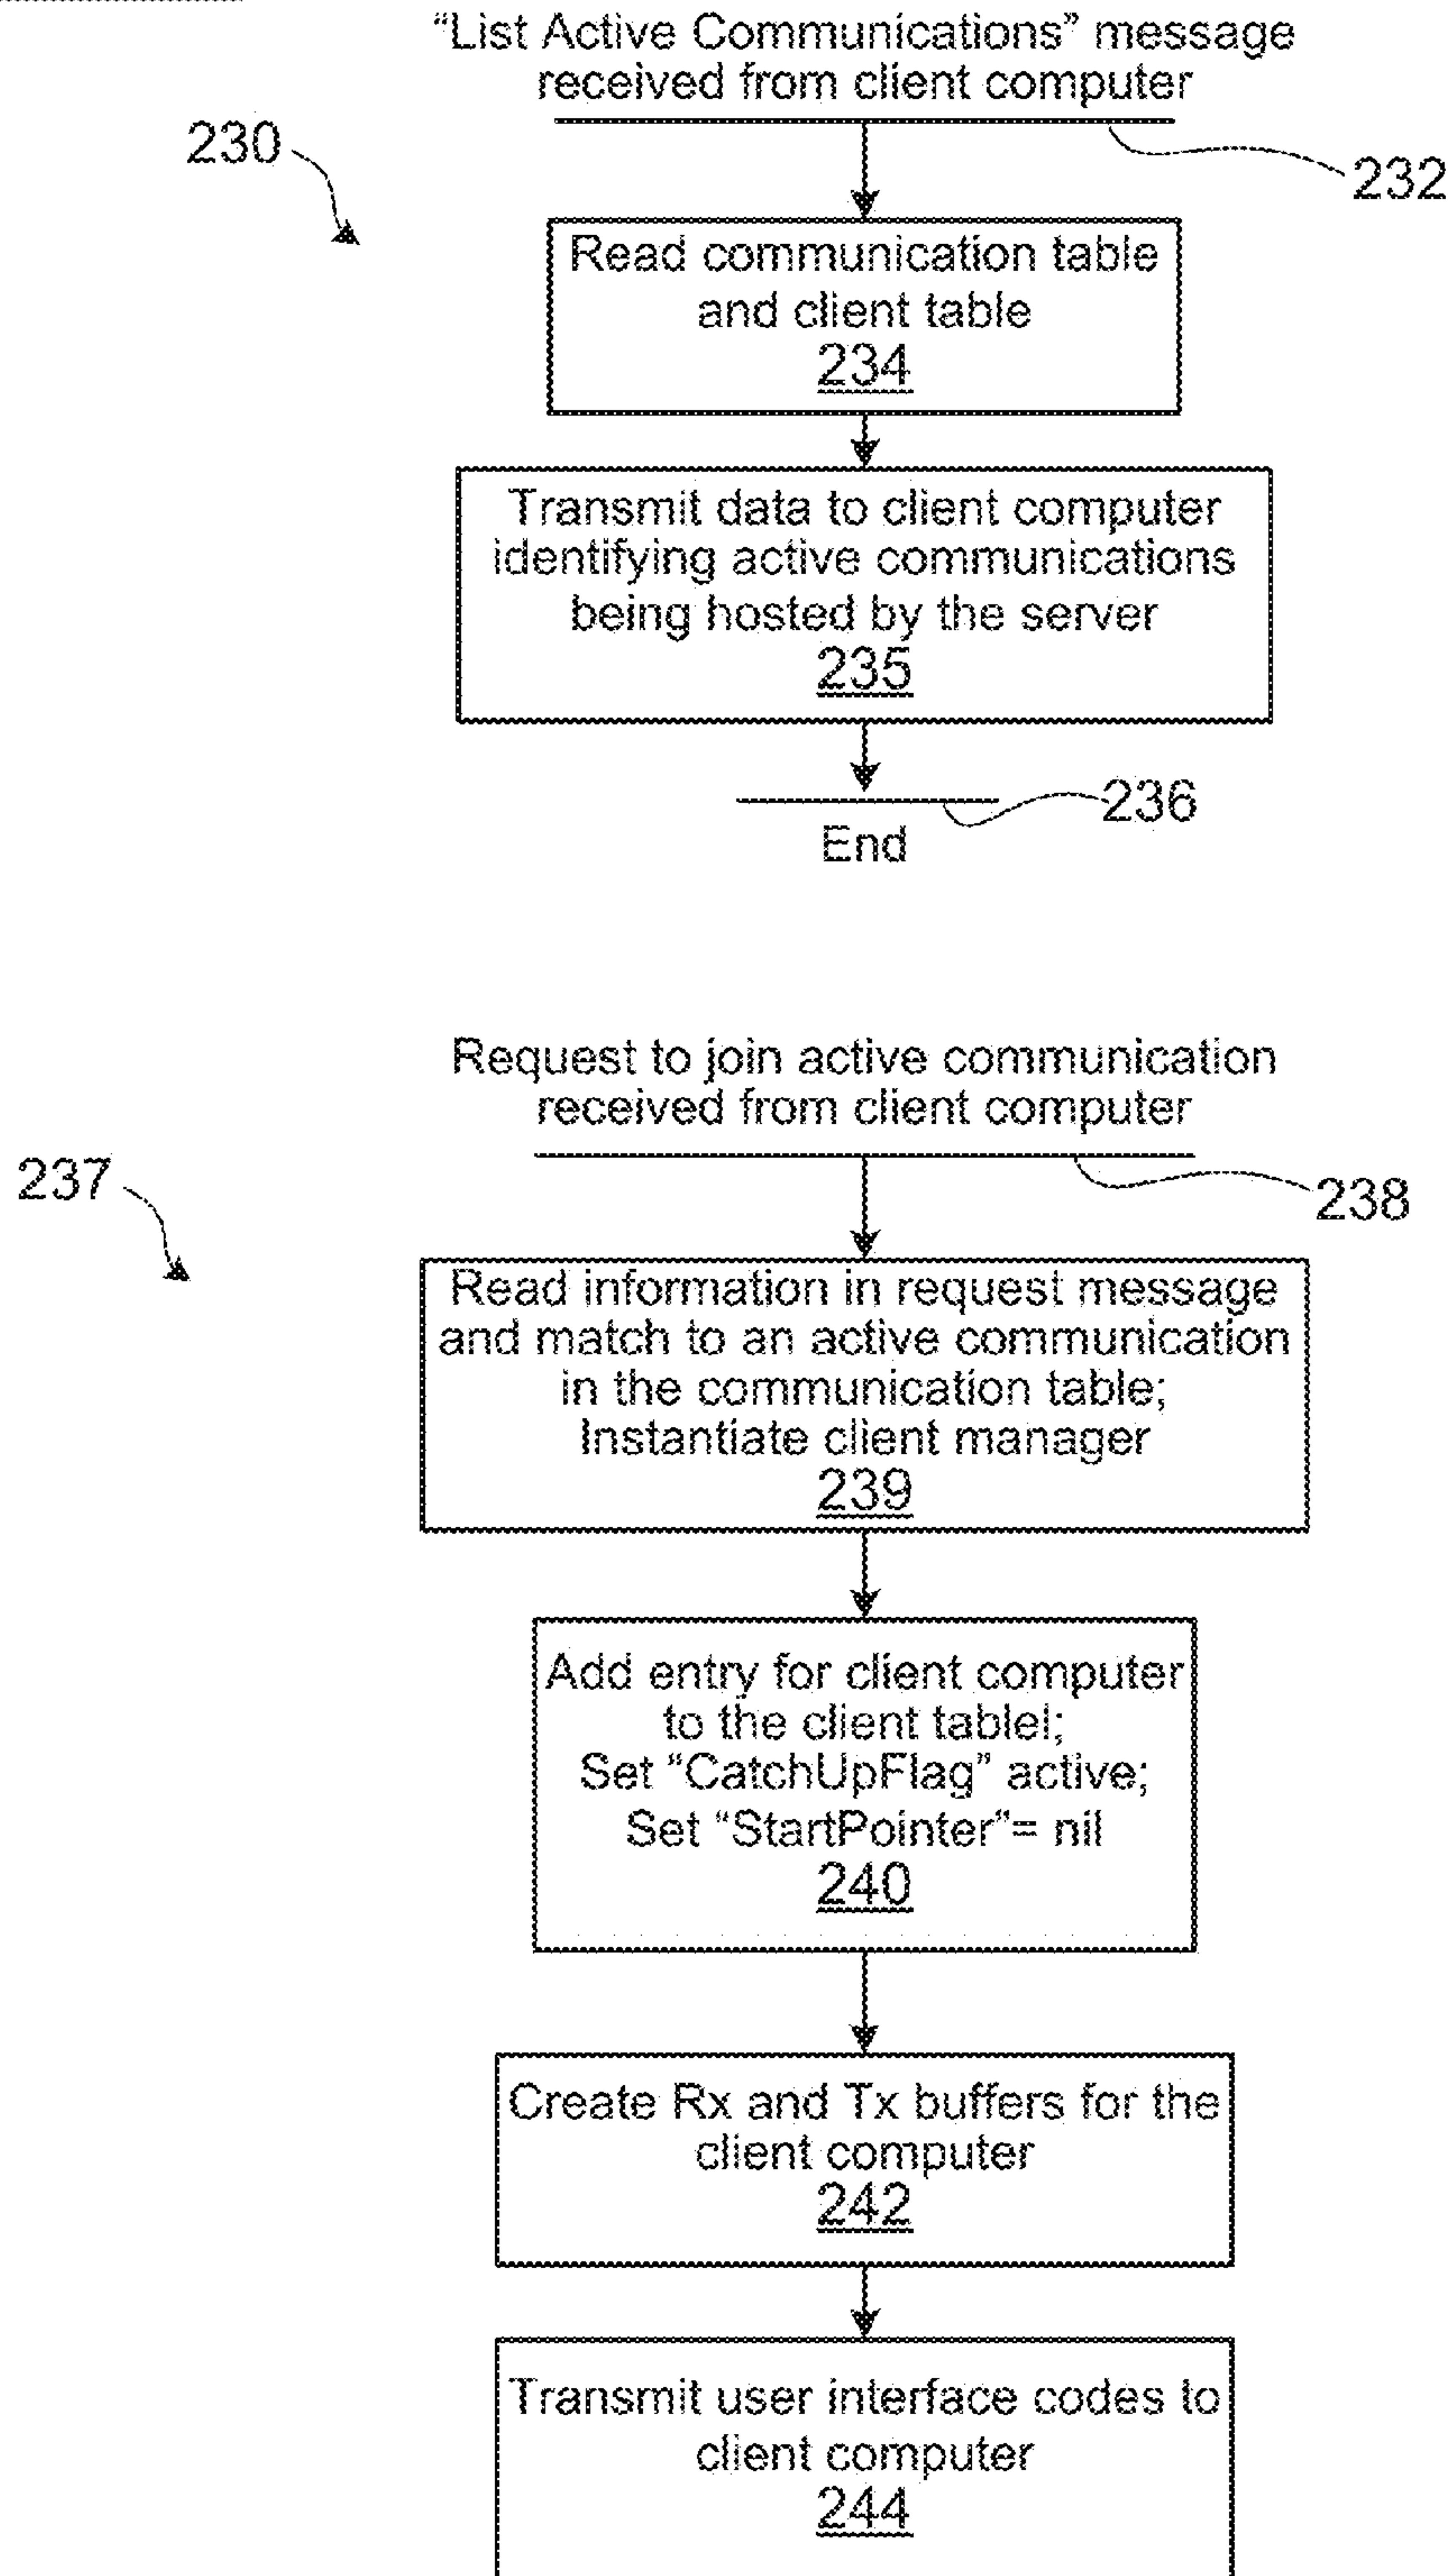 “List Active Communications” message
received from client computer
230
232
Read communication table
and client table
234
Transmit data to client computer
identifying active communications
being hosted by the server
235
236
End
Request to join active communication
received from client computer
237
238
Read information in request message
and match to an active communication
in the communication table;
Instantiate client manager
239
Add entry for client computer
to the client tablel;
Set “CatchUpFlag” active;
Set “StartPointer”= nil
240
Create Rx and Tx buffers for the
client computer
242
Transmit user interface codes to
client computer
244